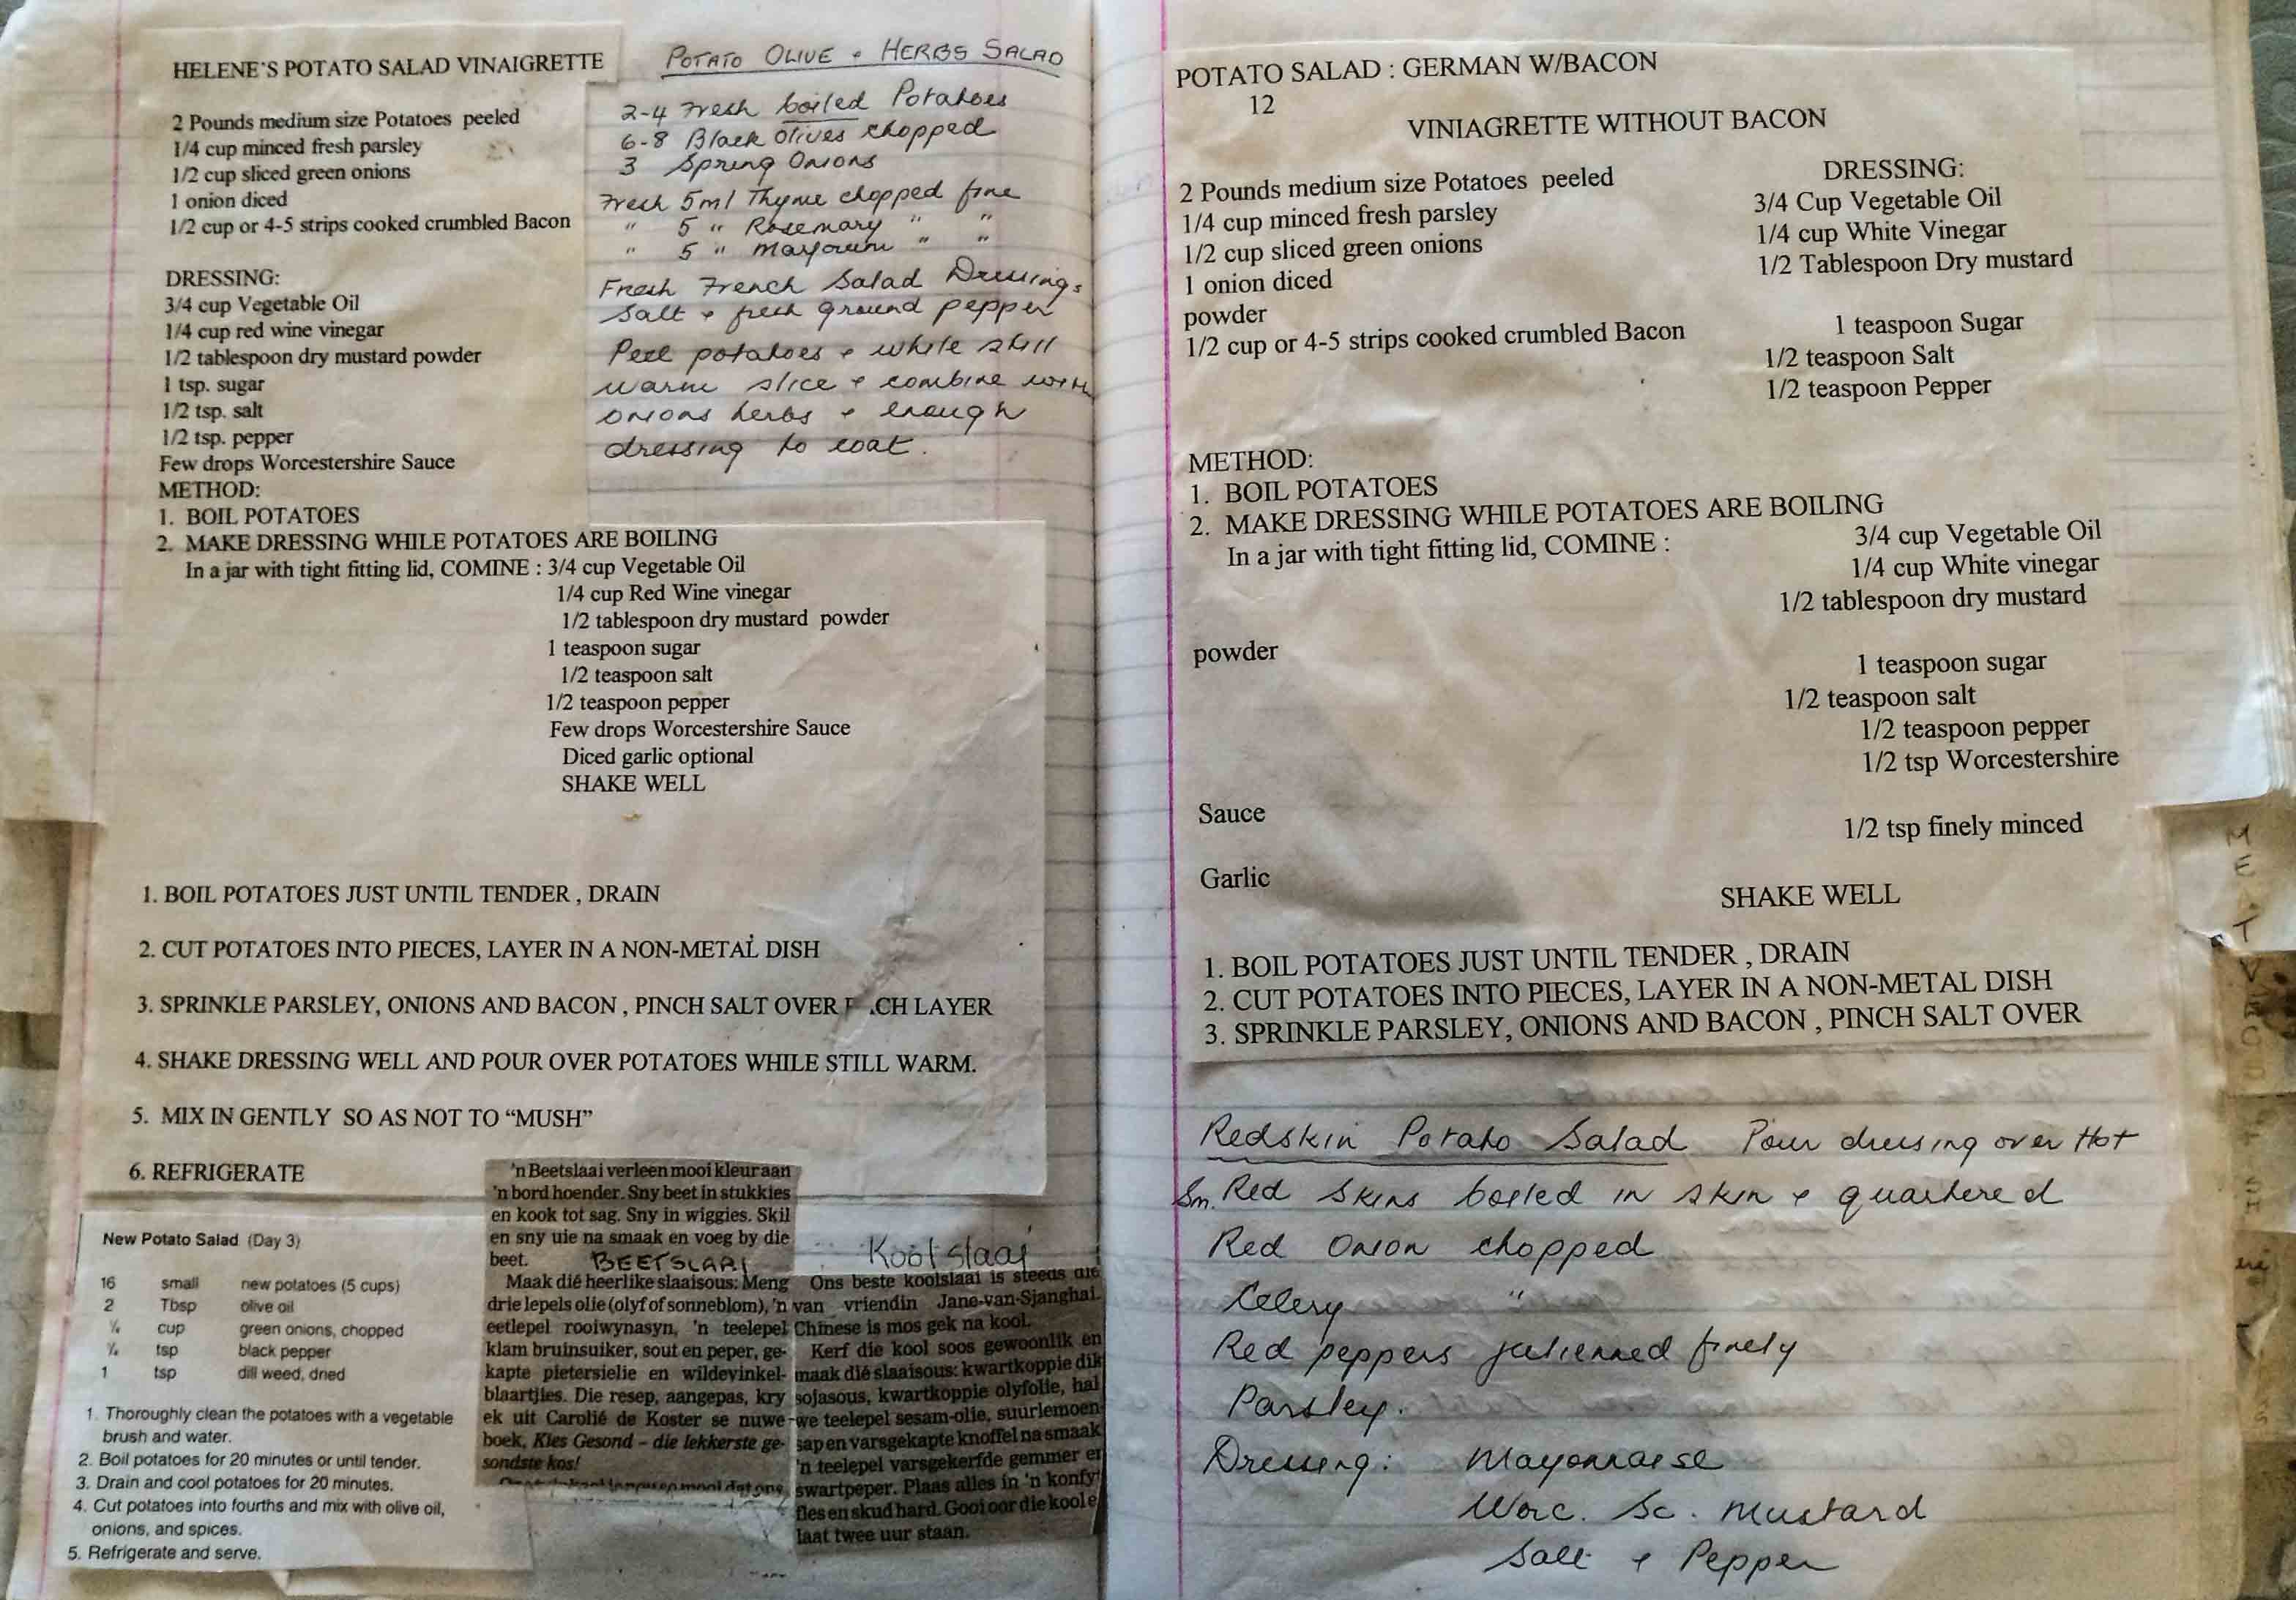 HELENE'S POTATO SALAD VINAIGRETTE
2 Pounds medium size Potatoes peeled
1/4 cup minced fresh parsley
1/2 cup sliced green onions
1 onion diced
1/2 cup or 4-5 strips cooked crumbled Bacon
DRESSING:
3/4 cup Vegetable Oil
1/4 cup red wine vinegar
1/2 tablespoon dry mustard powder
1 tsp. sugar
1/2 tsp. salt
1/2 tsp. pepper
Few drops Worcestershire Sauce
METHOD:
1. BOIL POTATOES
2. MAKE DRESSING WHILE POTATOES ARE BOILING
In a jar with tight fitting lid, COMINE : 3/4 cup Vegetable Oil
1/4 cup Red Wine vinegar
1/2 tablespoon dry mustard powder
1 teaspoon sugar
1/2 teaspoon salt
1/2 teaspoon pepper
Few drops Worcestershire Sauce
Diced garlic optional
SHAKE WELL
1. BOIL POTATOES JUST UNTIL TENDER , DRAIN
2. CUT POTATOES INTO PIECES, LAYER IN A NON-METAL DISH
3. SPRINKLE PARSLEY, ONIONS AND BACON , PINCH SALT OVER CH LAYER
4. SHAKE DRESSING WELL AND POUR OVER POTATOES WHILE STILL WARM.
5. MIX IN GENTLY SO AS NOT TO “MUSH”
6. REFRIGERATE
POTATO OLIVE + HERBS SALAD
2-4 Fresh boiled Potatoes
6-8 Black Olives chopped
3 Spring Onions
Fresh 5ml Thyme chopped fine
" 5 " Rosemary " "
" 5 " Marjorum " "
Fresh French Salad Dressing,
Salt + fresh ground pepper
Peel potatoes + while still
warm slice + combine with
onions herbs + enough
dressing to coat.
New Potato Salad (Day 3)
16 small new potatoes (5 cups)
2 Tbsp olive oil
¼ cup green onions, chopped
¼ tsp black pepper
1 tsp dill weed, dried
1. Thoroughly clean the potatoes with a vegetable
brush and water.
2. Boil potatoes for 20 minutes or until tender.
3. Drain and cool potatoes for 20 minutes.
4. Cut potatoes into fourths and mix with olive oil,
onions, and spices.
5. Refrigerate and serve.
'n Beetslaai verleen mooi kleur aan
'n bord hoender. Sny beet in stukkies
en kook tot sag. Sny in wiggies. Skil
en sny uie na smaak en voeg by die
beet. BEETSLAAI
Maak dié heerlike slaaisous: Meng
drie lepels olie (olyf of sonneblom), 'n
eetlepel rooiwynasyn, 'n teelepel
klam bruinsuiker, sout en peper, ge-
kapte pietersielie en wildevinkel-
blaartjies. Die resep, aangepas, kry
ek uit Carolié de Koster se nuwe
boek, Kies Gesond – die lekkerste ge-
sondste kos!
Koolslaai
Ons beste koolslaai is steeds die
van vriendin Jane-van-Sjanghai.
Chinese is mos gek na kool.
Kerf die kool soos gewoonlik en
maak dié slaaisous: kwartkoppie dik
sojasous, kwartkoppie olyfolie, hal
we teelepel sesam-olie, suurlemoen-
sap en varsgekapte knoffel na smaak
'n teelepel varsgekerfde gemmer en
swartpeper. Plaas alles in 'n konfyt
fles en skud hard. Gooi oor die kool e
laat twee uur staan.
POTATO SALAD : GERMAN W/BACON
12
VINIAGRETTE WITHOUT BACON
2 Pounds medium size Potatoes peeled
1/4 cup minced fresh parsley
1/2 cup sliced green onions
1 onion diced
powder
1/2 cup or 4-5 strips cooked crumbled Bacon
DRESSING:
3/4 Cup Vegetable Oil
1/4 cup White Vinegar
1/2 Tablespoon Dry mustard
1 teaspoon Sugar
1/2 teaspoon Salt
1/2 teaspoon Pepper
METHOD:
1. BOIL POTATOES
2. MAKE DRESSING WHILE POTATOES ARE BOILING
In a jar with tight fitting lid, COMINE : 3/4 cup Vegetable Oil
1/4 cup White vinegar
1/2 tablespoon dry mustard
powder
1 teaspoon sugar
1/2 teaspoon salt
1/2 teaspoon pepper
1/2 tsp Worcestershire
Sauce
1/2 tsp finely minced
Garlic
SHAKE WELL
1. BOIL POTATOES JUST UNTIL TENDER , DRAIN
2. CUT POTATOES INTO PIECES, LAYER IN A NON-METAL DISH
3. SPRINKLE PARSLEY, ONIONS AND BACON , PINCH SALT OVER
Redskin Potato Salad Pour dressing over Hot
Sm. Red Skins boiled in skin + quartered
Red Onion chopped
Celery "
Red peppers julienned finely
Parsley.
Dressing: Mayonnaise
Worc. Sc. Mustard
Salt + Pepper